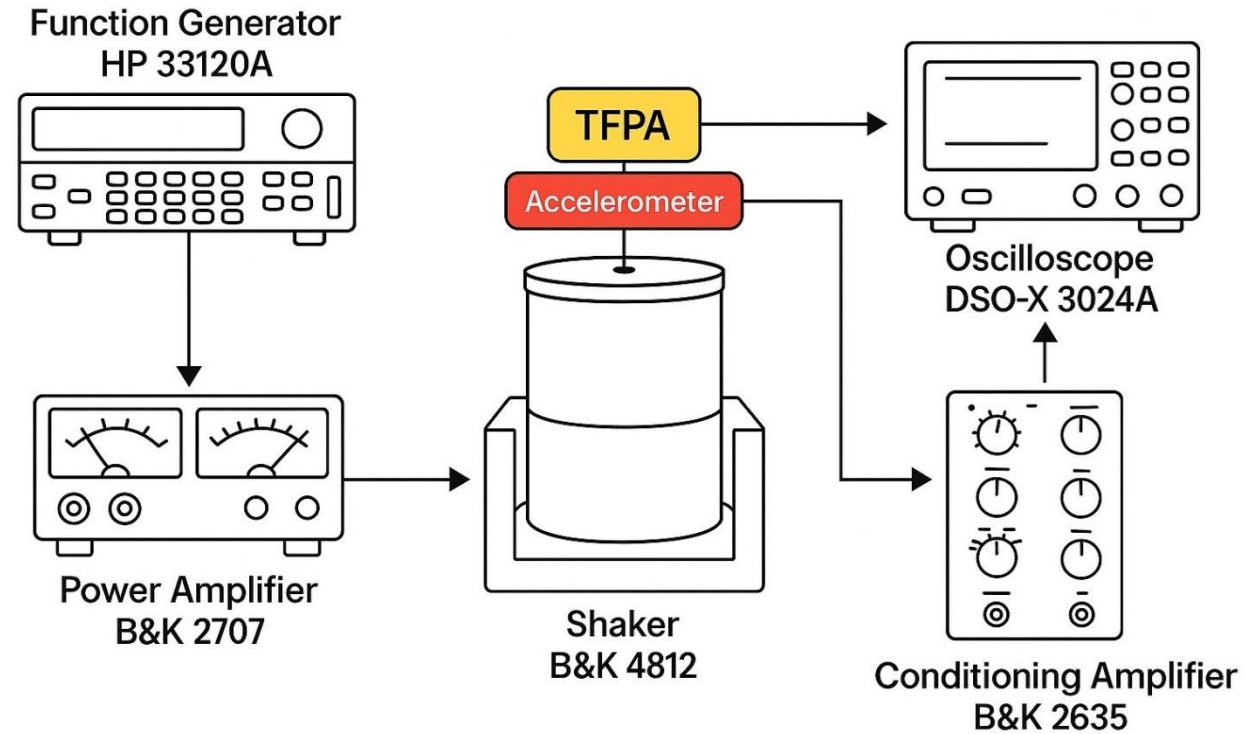 Function Generator
HP 33120A
TFPA
Accelerometer
Oscilloscope
DSO-X 3024A
Power Amplifier
B&K 2707
Shaker
B&K 4812
Conditioning Amplifier
B&K 2635